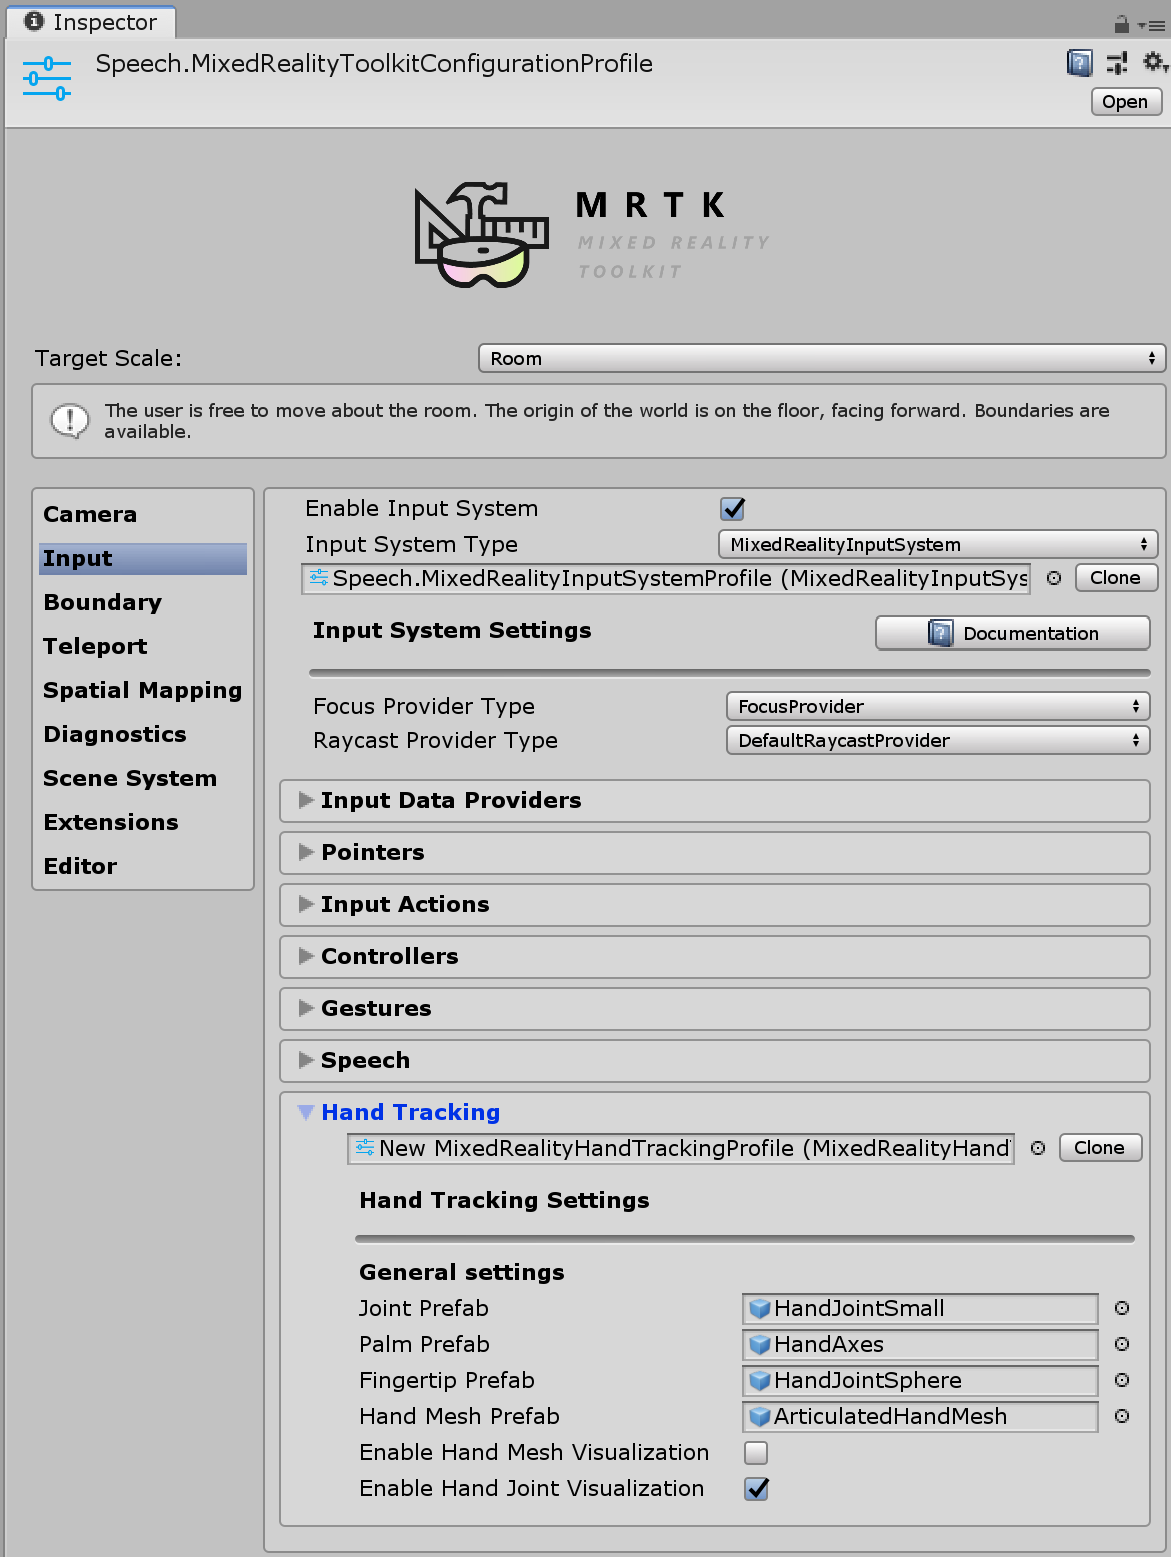 Inspector
Speech.MixedRealityToolkitConfigurationProfile
Open
MRTK
MIXED REALITY
TOOLKIT
Target Scale:
Room
The user is free to move about the room. The origin of the world is on the floor, facing forward. Boundaries are
available.
Camera
Input
Boundary
Teleport
Spatial Mapping
Diagnostics
Scene System
Extensions
Editor
Enable Input System
Input System Type
MixedRealityInputSystem
Speech.MixedRealityInputSystemProfile (MixedRealityInputSys
Clone
Input System Settings
Documentation
Focus Provider Type
FocusProvider
Raycast Provider Type
DefaultRaycastProvider
Input Data Providers
Pointers
Input Actions
Controllers
Gestures
Speech
Hand Tracking
New MixedRealityHandTrackingProfile (MixedRealityHand
Clone
Hand Tracking Settings
General settings
Joint Prefab
HandJointSmall
Palm Prefab
HandAxes
Fingertip Prefab
HandJointSphere
Hand Mesh Prefab
ArticulatedHandMesh
Enable Hand Mesh Visualization
Enable Hand Joint Visualization